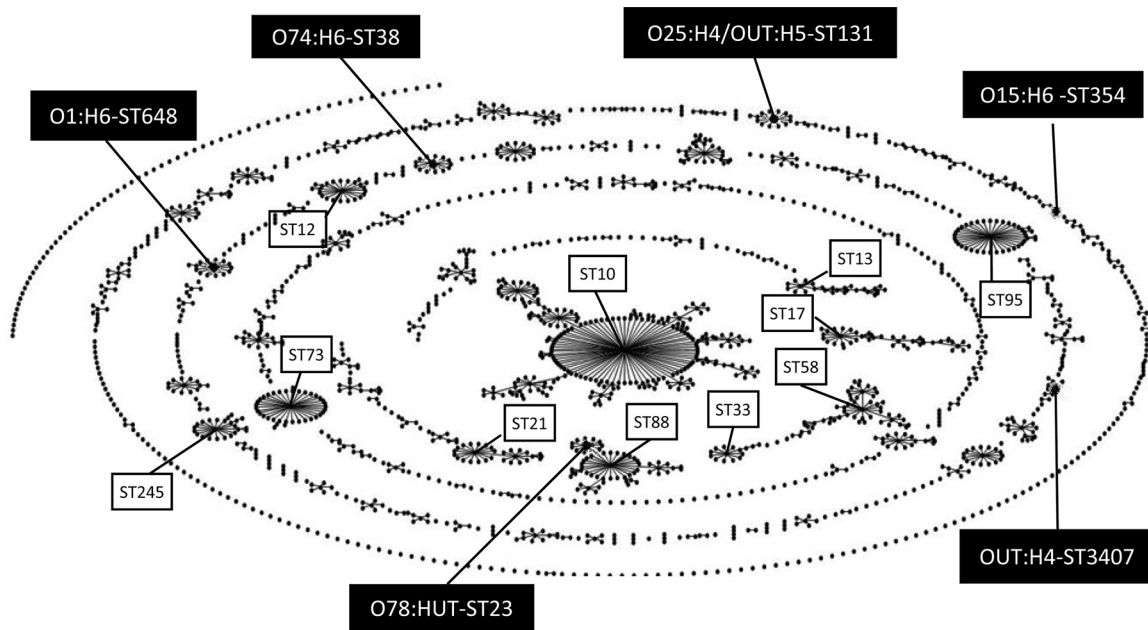 O74:H6-ST38
O25:H4/OUT:H5-ST131
O1:H6-ST648
O15:H6 -ST354
ST12
ST10
ST13
ST95
ST17
ST73
ST58
ST21
ST88
ST33
ST245
OUT:H4-ST3407
O78:HUT-ST23